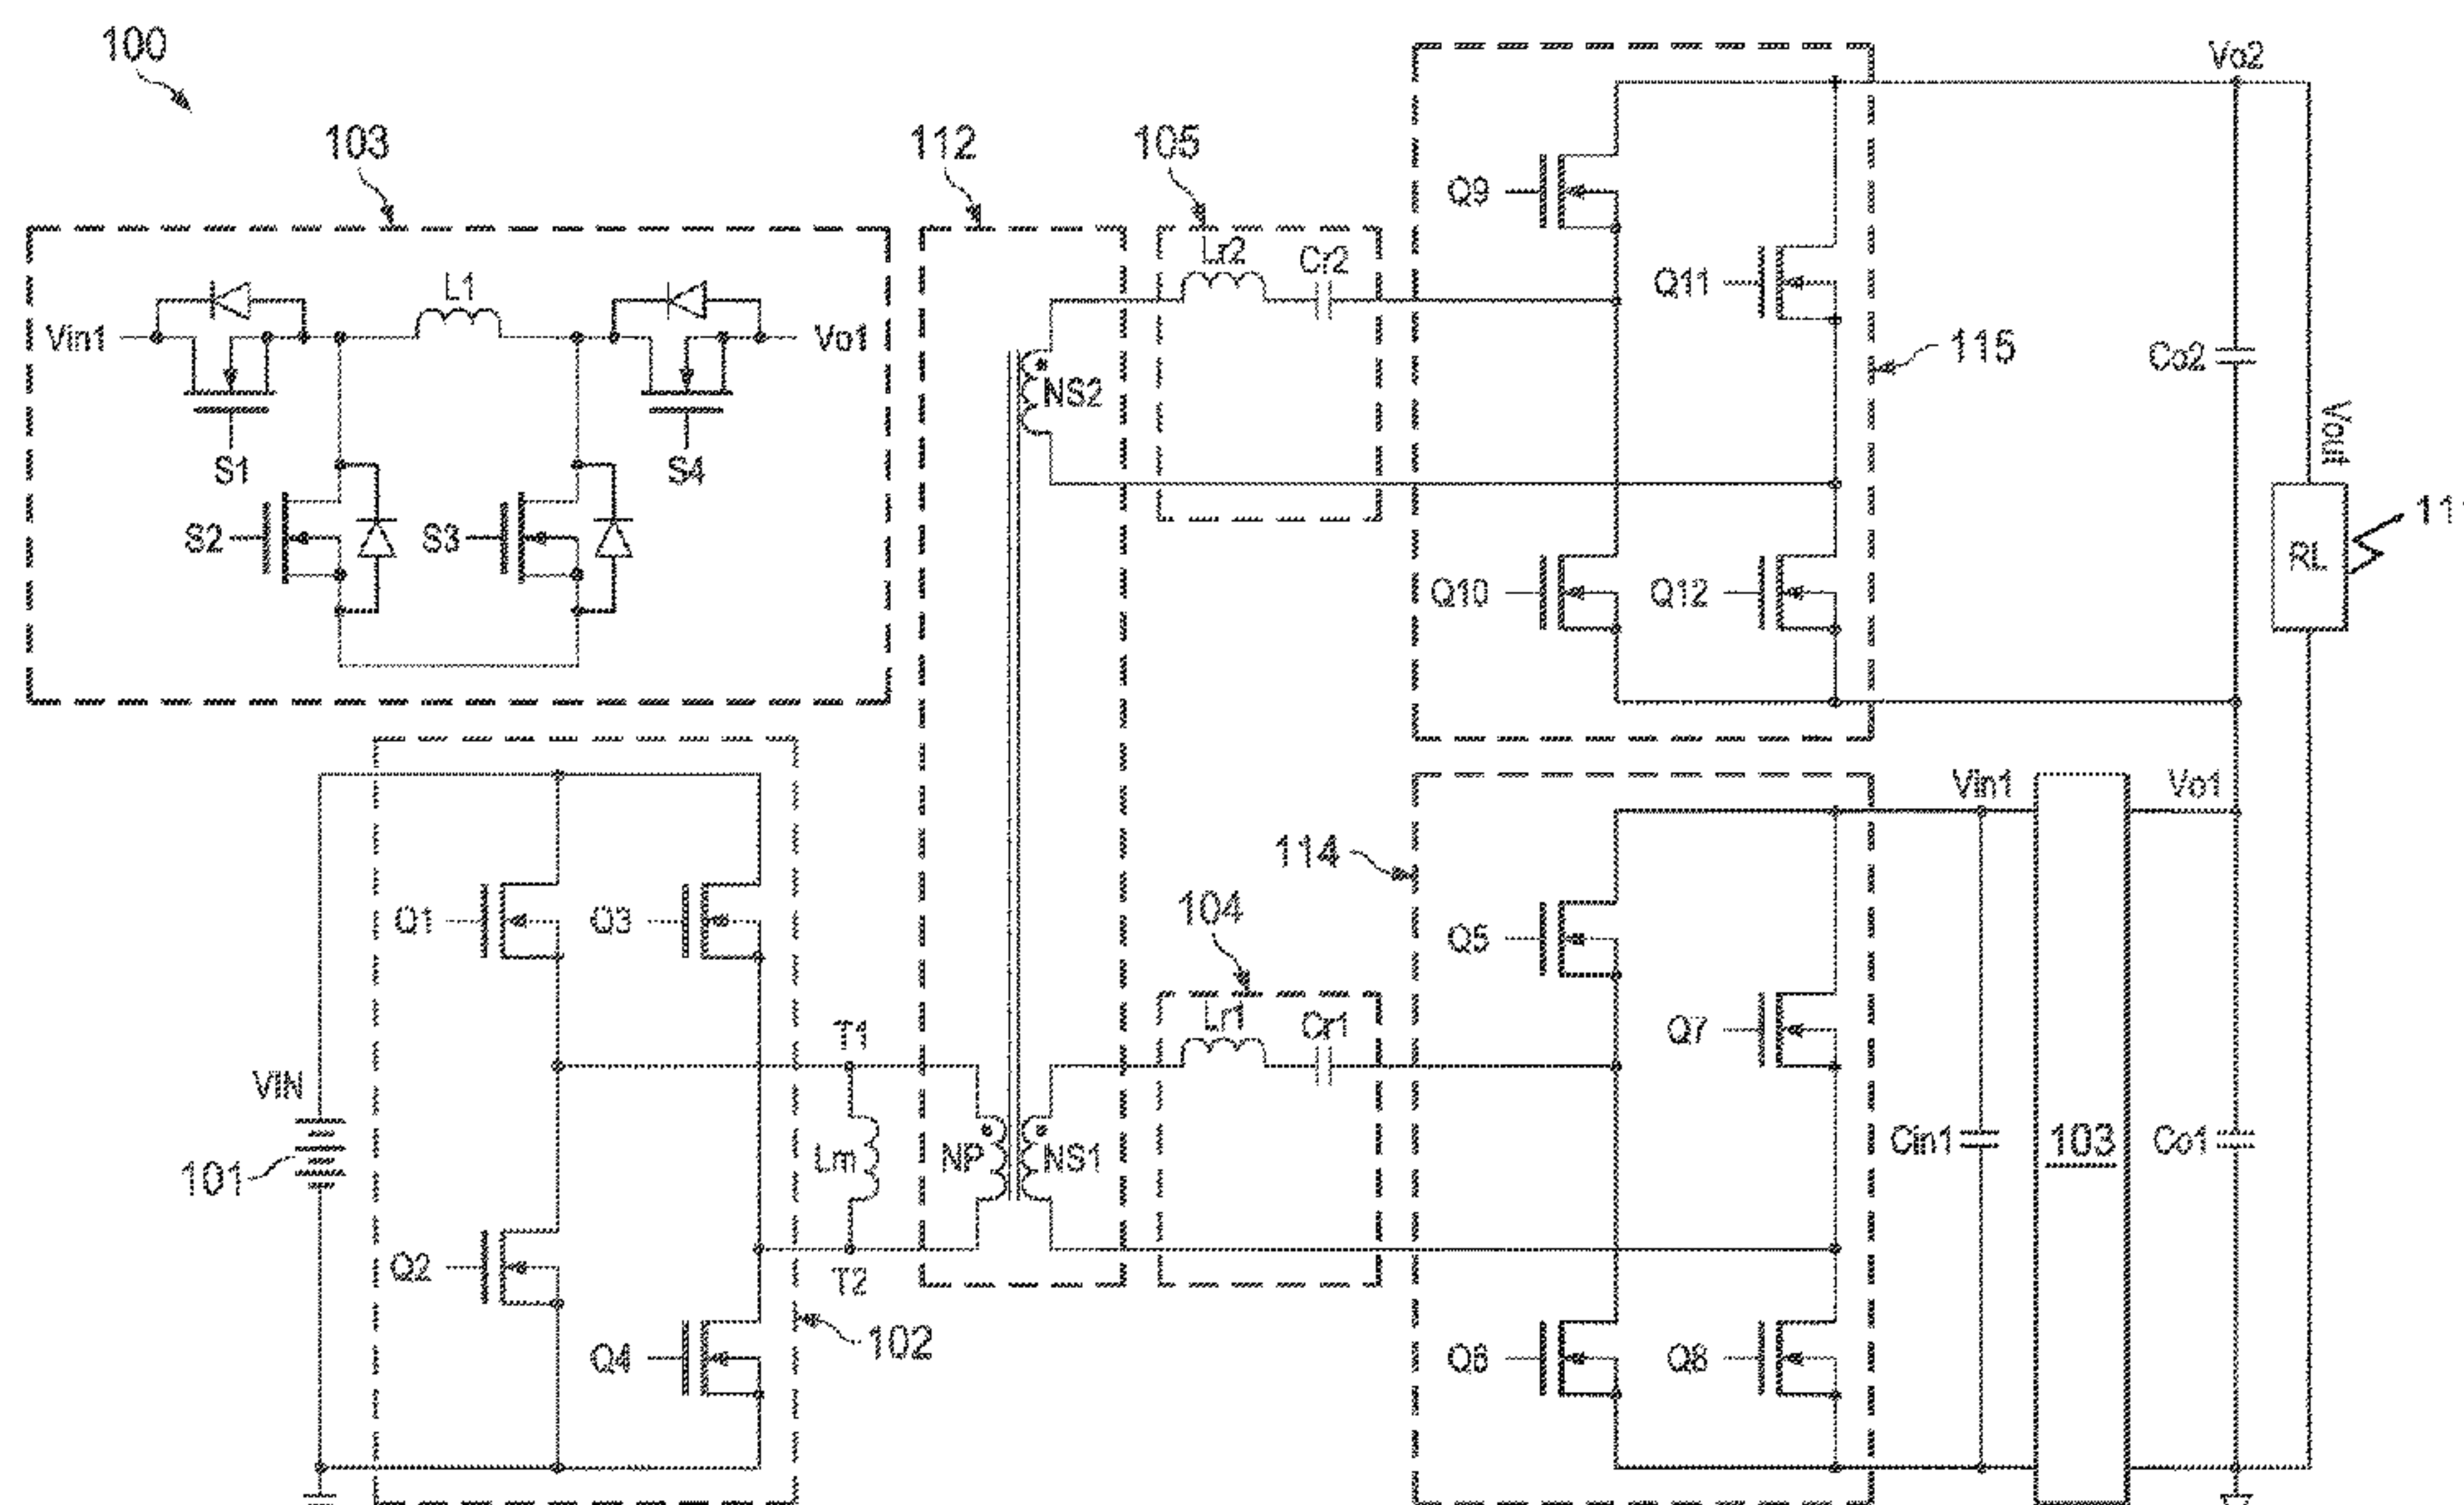 100
103
112
105
Vo2
Q9
Lr2
Cr2
L1
Q11
Vin1
Vo1
115
Co2
NS2
Vout
S1
S4
S2
S3
RL
Q10
Q12
Vin1
Vo1
114
104
Q1
Q3
Q5
Lr1
Cr1
Q7
T1
VIN
101
Lm
NP
NS1
Cin1
103
Co1
Q2
T2
102
Q4
Q6
Q8